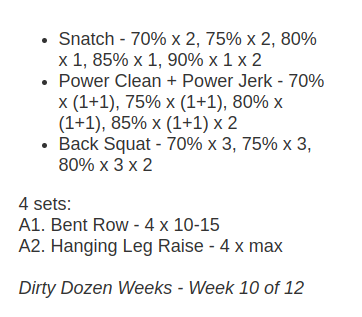 • Snatch - 70% x 2, 75% x 2, 80%
x 1, 85% x 1, 90% x 1 x 2
• Power Clean + Power Jerk - 70%
x (1+1), 75% x (1+1), 80% x
(1+1), 85% x (1+1) x 2
• Back Squat - 70% x 3, 75% x 3,
80% x 3 x 2
4 sets:
A1. Bent Row - 4 x 10-15
A2. Hanging Leg Raise - 4 x max
Dirty Dozen Weeks - Week 10 of 12